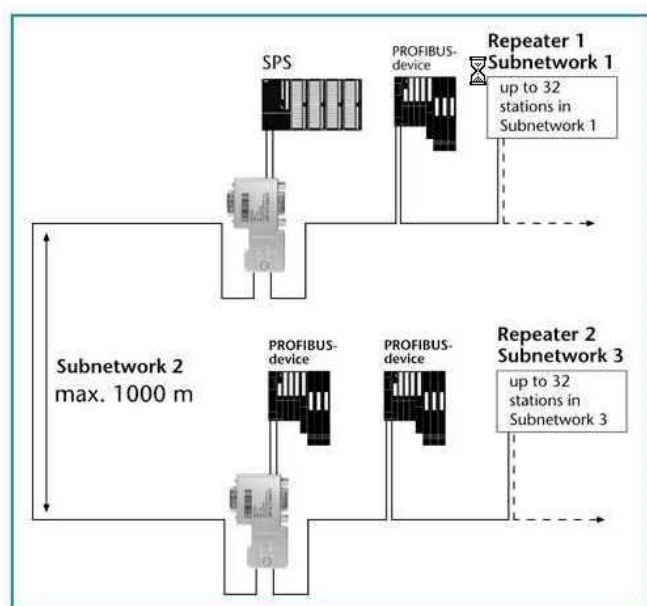 SPS
PROFIBUS-
device
Repeater 1
Subnetwork 1
up to 32
stations in
Subnetwork 1
Subnetwork 2
max. 1000 m
PROFIBUS-
device
PROFIBUS-
device
Repeater 2
Subnetwork 3
up to 32
stations in
Subnetwork 3